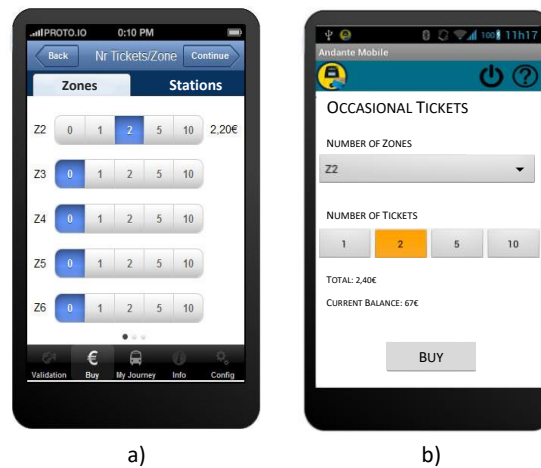 PROTO.IO 0:10 PM
Back Nr Tickets/Zone Continue
Zones Stations
Z2 0 1 2 5 10 2,20€
Z3 0 1 2 5 10
Z4 0 1 2 5 10
Z5 0 1 2 5 10
Z6 0 1 2 5 10
Validation Buy My Journey Info Config
a)
100 11h17
Andante Mobile
OCCASIONAL TICKETS
NUMBER OF ZONES
Z2
NUMBER OF TICKETS
1 2 5 10
TOTAL: 2,40€
CURRENT BALANCE: 67€
BUY
b)